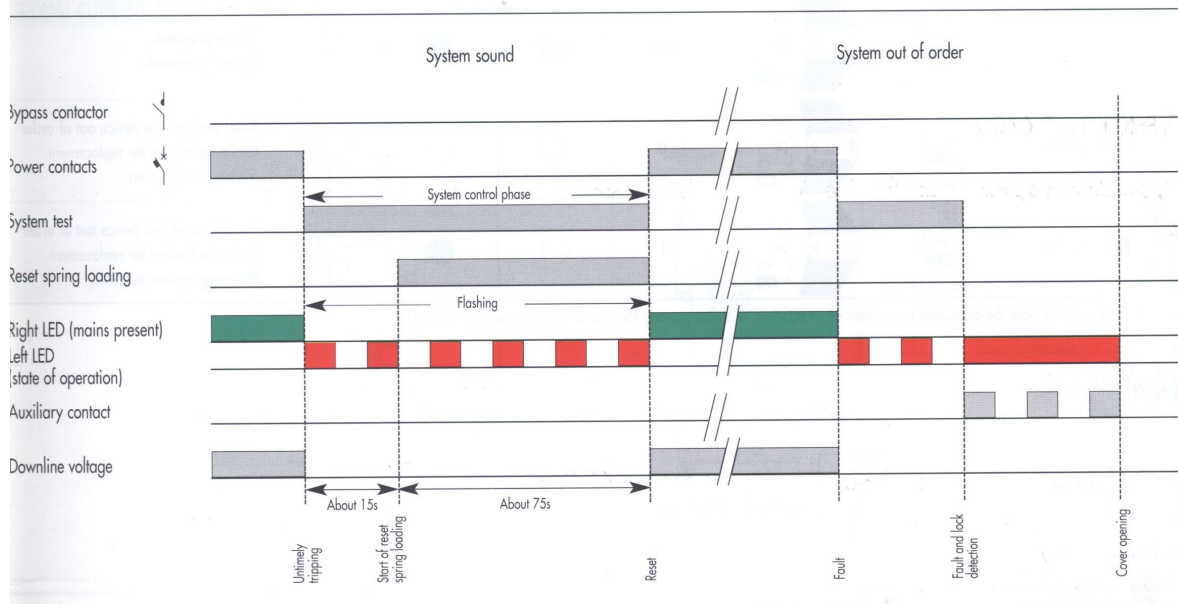 System sound
System out of order
Bypass contactor
Power contacts
System control phase
System test
Reset spring loading
Flashing
Right LED (mains present)
Left LED
(state of operation)
Auxiliary contact
Downline voltage
About 15s
About 75s
Untimely
tripping
Start of reset
spring loading
Reset
Fault
Fault and lock
detection
Cover opening